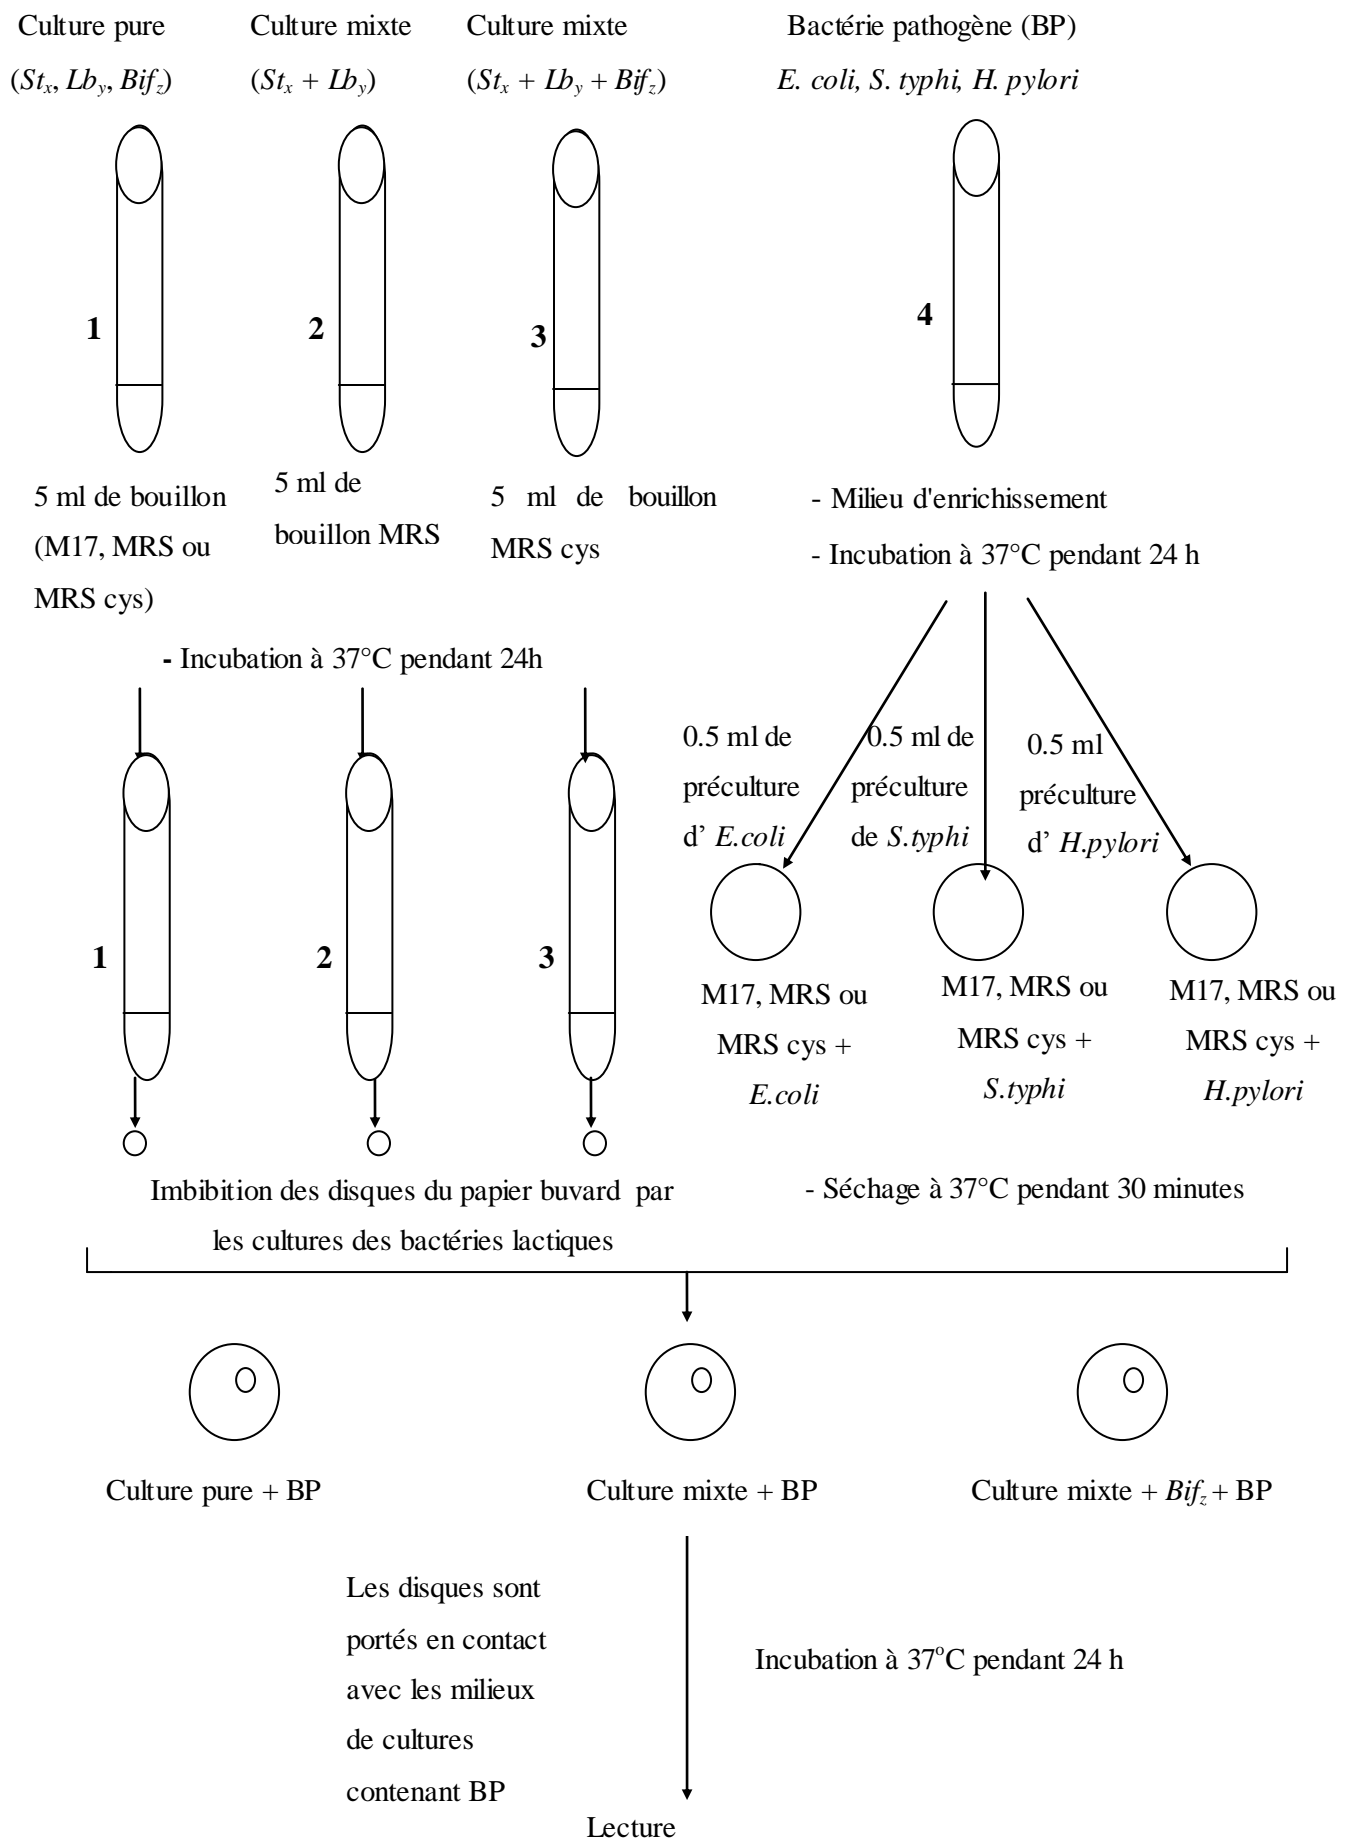 Culture pure
(Stx, Lby, Bifz)
Culture mixte
(Stx + Lby)
Culture mixte
(Stx + Lby + Bifz)
Bactérie pathogène (BP)
E. coli, S. typhi, H. pylori
1
2
3
4
5 ml de bouillon
(M17, MRS ou
MRS cys)
5 ml de
bouillon MRS
5 ml de bouillon
MRS cys
- Milieu d'enrichissement
- Incubation à 37°C pendant 24 h
- Incubation à 37°C pendant 24h
0.5 ml de
préculture
d’ E.coli
0.5 ml de
préculture
de S.typhi
0.5 ml
préculture
d’ H.pylori
1
2
3
M17, MRS ou
MRS cys +
E.coli
M17, MRS ou
MRS cys +
S.typhi
M17, MRS ou
MRS cys +
H.pylori
Imbibition des disques du papier buvard par
les cultures des bactéries lactiques
- Séchage à 37°C pendant 30 minutes
Culture pure + BP
Culture mixte + BP
Culture mixte + Bifz + BP
Les disques sont
portés en contact
avec les milieux
de cultures
contenant BP
Incubation à 37°C pendant 24 h
Lecture